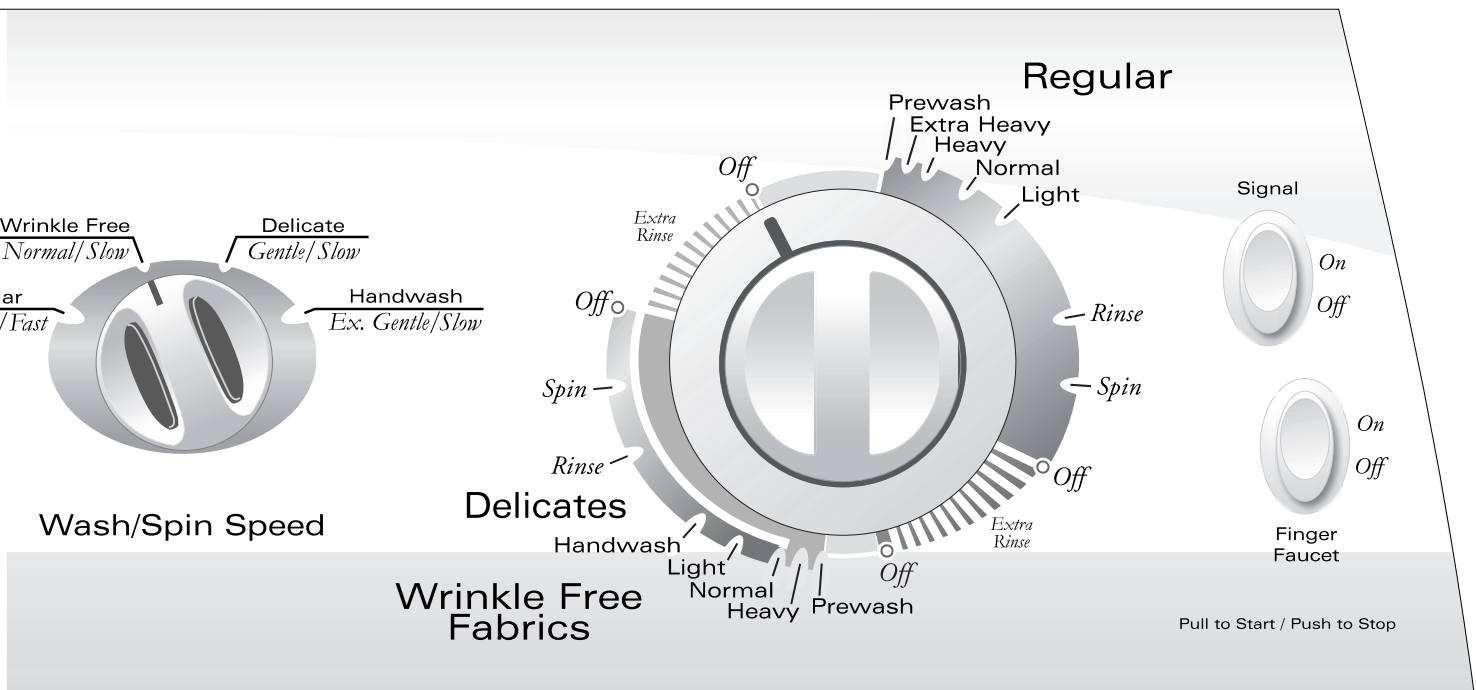 Regular
Prewash
Extra Heavy
Heavy
Normal
Light
Off
Extra
Rinse
Off
Spin
Rinse
Delicates
Handwash
Light
Normal
Heavy
Prewash
Wrinkle Free
Fabrics
Rinse
Spin
Off
Extra
Rinse
Off
Wrinkle Free
Normal/Slow
Delicate
Gentle/Slow
ar
/Fast
Handwash
Ex. Gentle/Slow
Wash/Spin Speed
Signal
On
Off
On
Off
Finger
Faucet
Pull to Start / Push to Stop